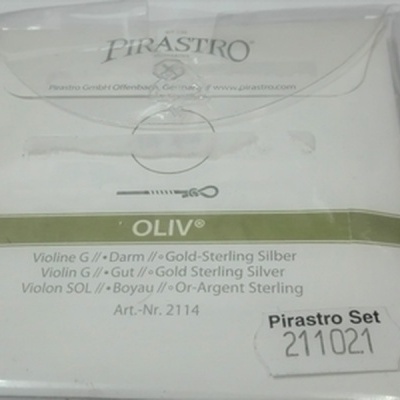 PIRASTRO®
Pirastro GmbH Offenbach, Germany // www.pirastro.com
OLIV®
Violine G // • Darm // ◦ Gold-Sterling Silber
Violin G // • Gut // ◦ Gold Sterling Silver
Violon SOL // • Boyau // ◦ Or-Argent Sterling
Art.-Nr. 2114
Pirastro Set
211021